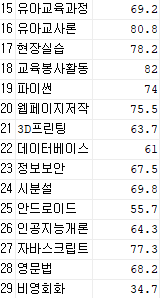 15 유아교육과정 69.2
16 유아교사론 80.8
17 현장실습 78.2
18 교육봉사활동 82
19 파이썬 74
20 웹페이지저작 75.5
21 3D프린팅 63.7
22 데이터베이스 61
23 정보보안 67.5
24 시분설 69.8
25 안드로이드 55.7
26 인공지능개론 64.3
27 자바스크립트 77.3
28 영문법 68.2
29 비영회화 34.7